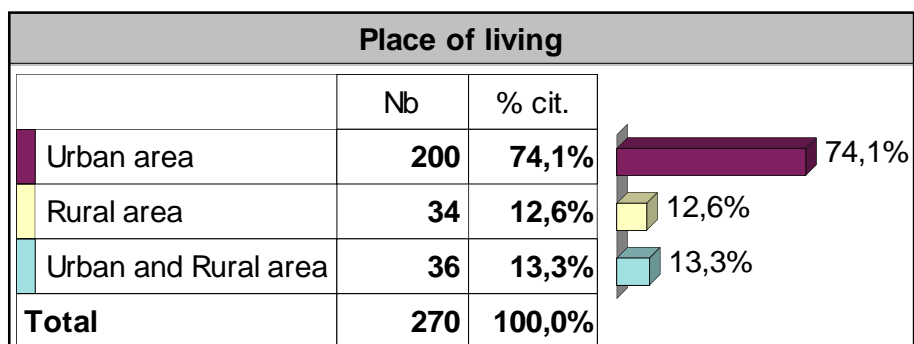 Place of living
Nb % cit.
Urban area 200 74,1% 74,1%
Rural area 34 12,6% 12,6%
Urban and Rural area 36 13,3% 13,3%
Total 270 100,0%